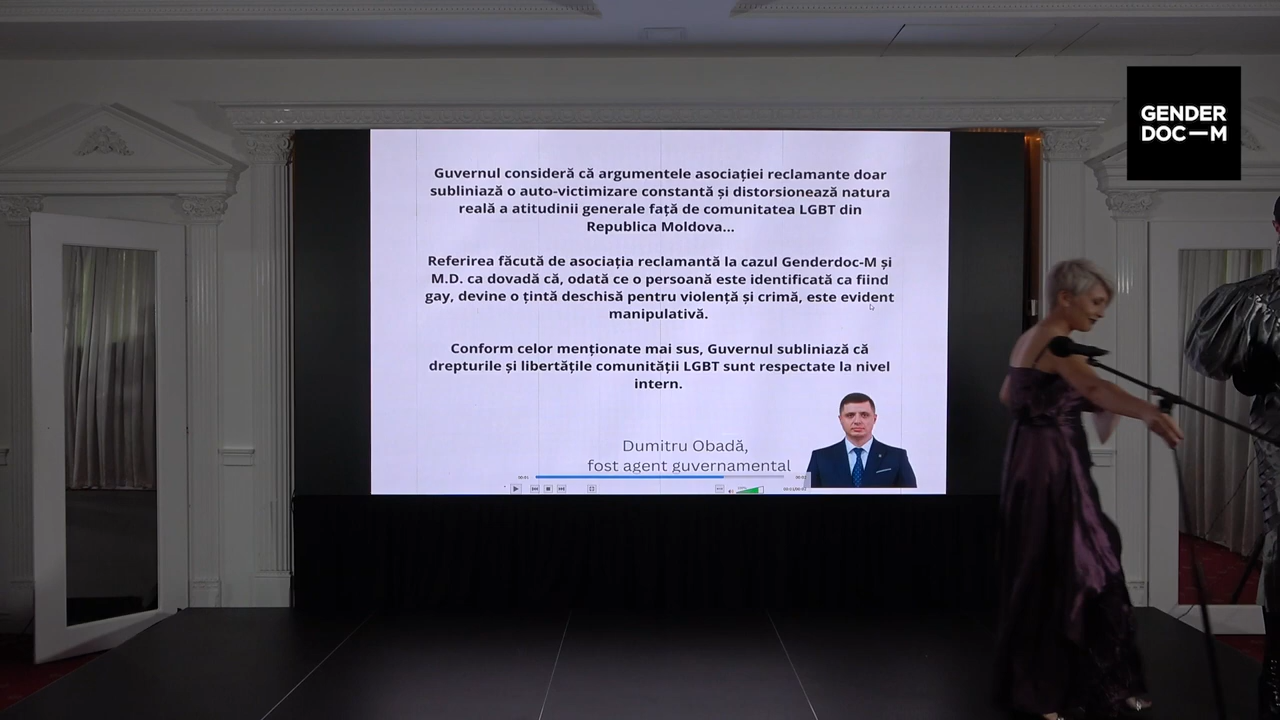 GENDER
DOC—M
Guvernul consideră că argumentele asociației reclamante doar
subliniază o auto-victimizare constantă și distorsionează natura
reală a atitudinii generale față de comunitatea LGBT din
Republica Moldova...
Referirea făcută de asociația reclamantă la cazul Genderdoc-M și
M.D. ca dovadă că, odată ce o persoană este identificată ca fiind
gay, devine o țintă deschisă pentru violență și crimă, este evident
manipulativă.
Conform celor menționate mai sus, Guvernul subliniază că
drepturile și libertățile comunității LGBT sunt respectate la nivel
intern.
Dumitru Obadă,
fost agent guvernamental